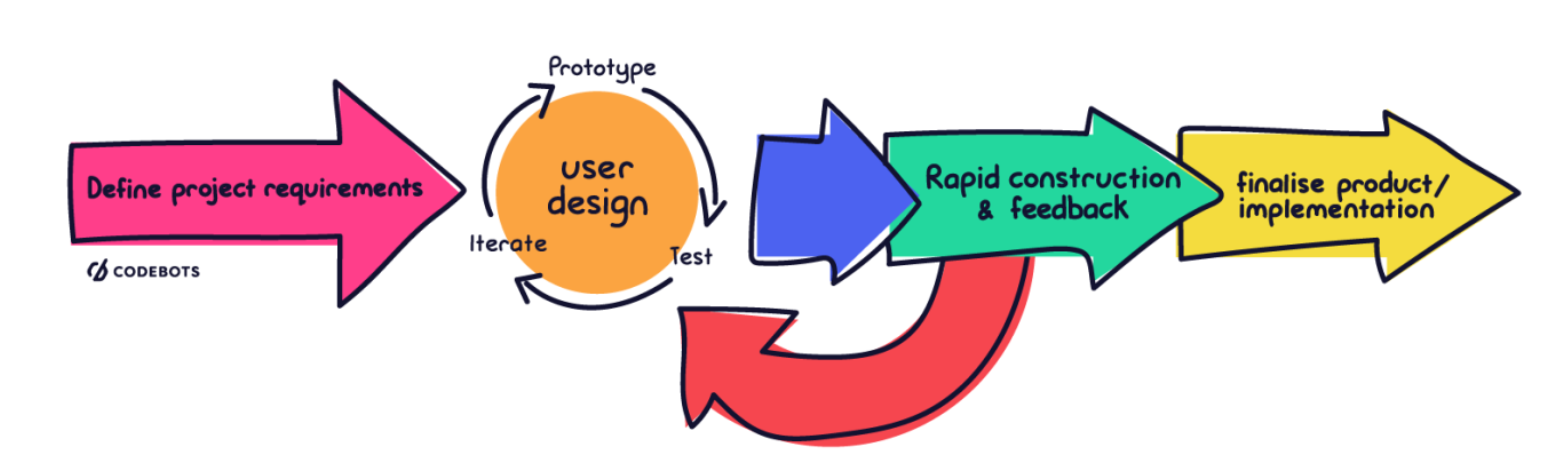 Define project requirements
CODEBOTS
Prototype
user
design
Iterate
Test
Rapid construction
& feedback
finalise product/
implementation